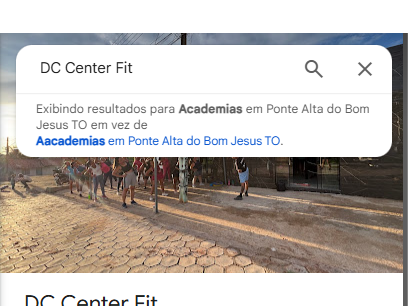 DC Center Fit
Exibindo resultados para Academias em Ponte Alta do Bom
Jesus TO em vez de
Aacademias em Ponte Alta do Bom Jesus TO.
DC Center Fit